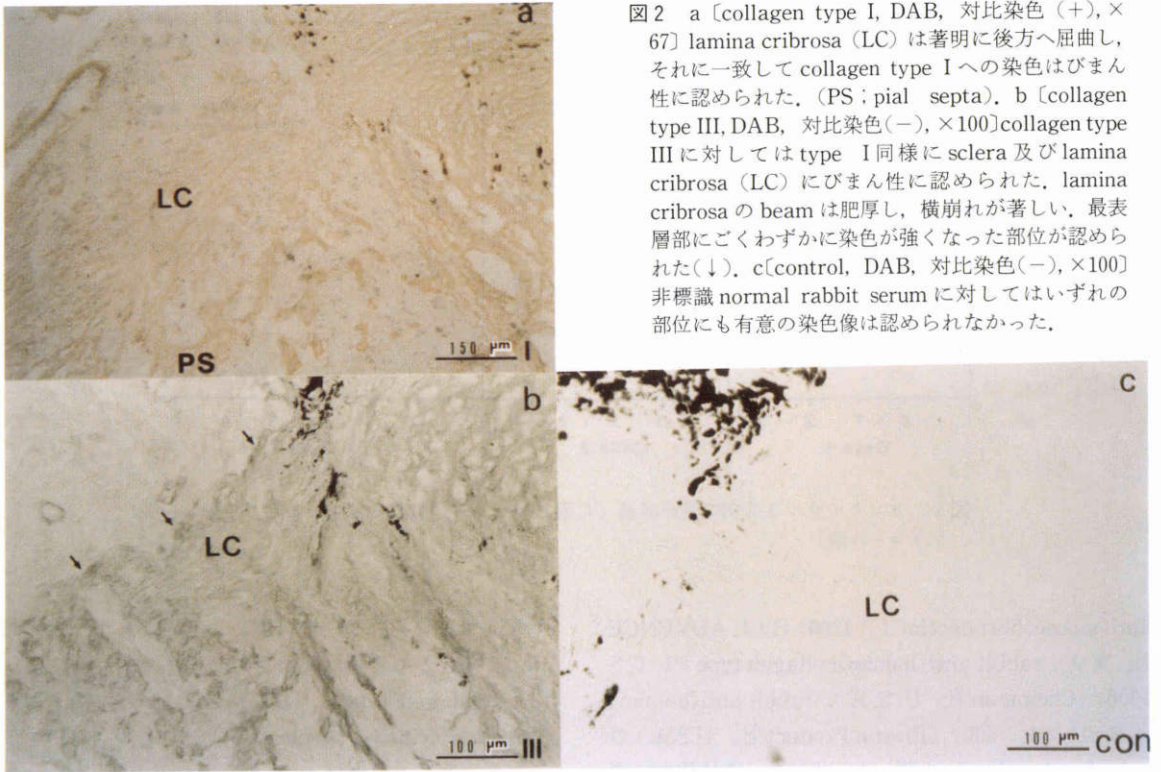 a
LC
PS
150 μm
I
図2 a〔collagen type I, DAB, 対比染色(+), ×
67〕lamina cribrosa(LC)は著明に後方へ屈曲し,
それに一致して collagen type I への染色はびまん
性に認められた.(PS;pial septa). b〔collagen
type III, DAB, 対比染色(−), ×100〕collagen type
III に対しては type I 同様に sclera 及び lamina
cribrosa(LC)にびまん性に認められた. lamina
cribrosa の beam は肥厚し, 横崩れが著しい. 最表
層部にごくわずかに染色が強くなった部位が認めら
れた(↓). c〔control, DAB, 対比染色(−), ×100〕
非標識 normal rabbit serum に対してはいずれの
部位にも有意の染色像は認められなかった.
b
LC
100 μm
III
c
LC
100 μm
con